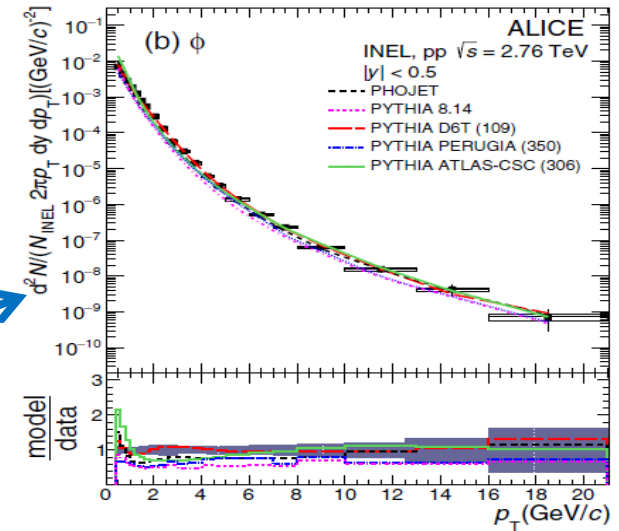 ALICE
(b) ϕ
INEL, pp √s = 2.76 TeV
|y| < 0.5
PHOJET
PYTHIA 8.14
PYTHIA D6T (109)
PYTHIA PERUGIA (350)
PYTHIA ATLAS-CSC (306)
d²N/(N_INEL 2πp_T dy dp_T)[(GeV/c)⁻²]
10⁻¹
10⁻²
10⁻³
10⁻⁴
10⁻⁵
10⁻⁶
10⁻⁷
10⁻⁸
10⁻⁹
10⁻¹⁰
model
data
3
2
1
0 2 4 6 8 10 12 14 16 18 20
p_T(GeV/c)